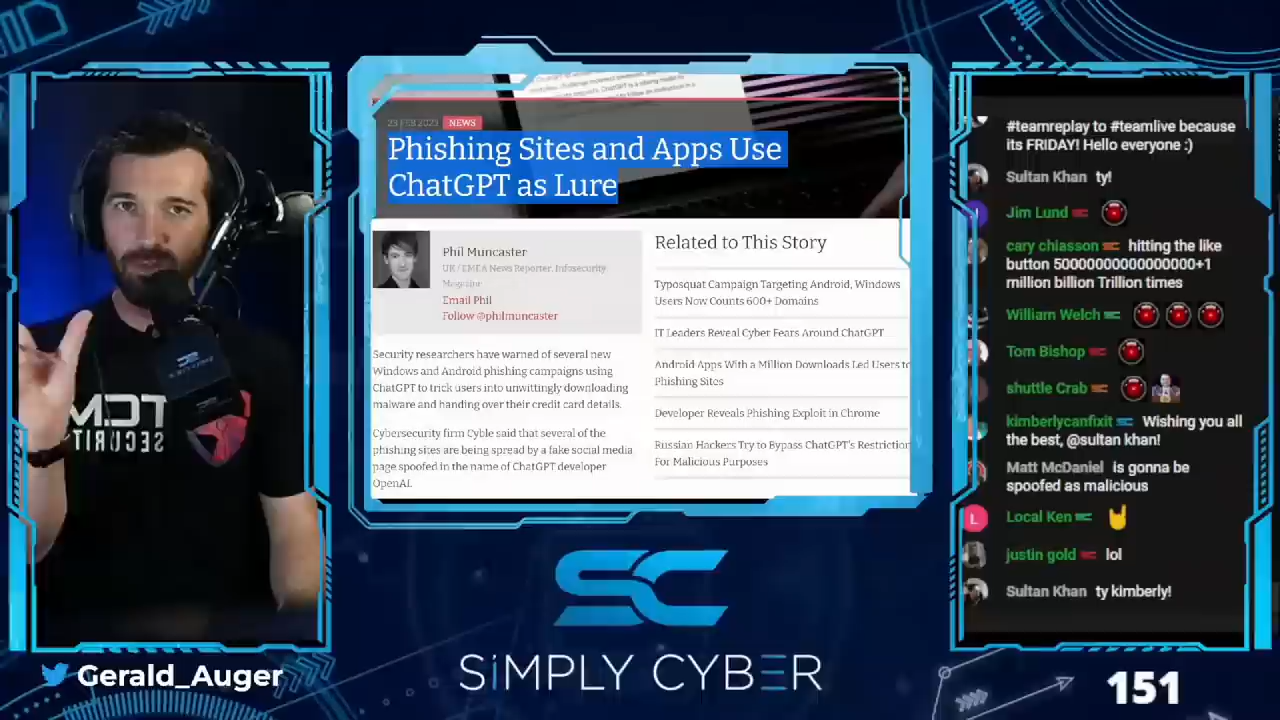 23 FEB 2023 NEWS
Phishing Sites and Apps Use
ChatGPT as Lure
Phil Muncaster
UK / EMEA News Reporter, Infosecurity
Magazine
Email Phil
Follow @philmuncaster
Security researchers have warned of several new
Windows and Android phishing campaigns using
ChatGPT to trick users into unwittingly downloading
malware and handing over their credit card details.
Cybersecurity firm Cyble said that several of the
phishing sites are being spread by a fake social media
page spoofed in the name of ChatGPT developer
OpenAI.
Related to This Story
Typosquat Campaign Targeting Android, Windows
Users Now Counts 600+ Domains
IT Leaders Reveal Cyber Fears Around ChatGPT
Android Apps With a Million Downloads Led Users to
Phishing Sites
Developer Reveals Phishing Exploit in Chrome
Russian Hackers Try to Bypass ChatGPT's Restriction
For Malicious Purposes
#teamreplay to #teamlive because
its FRIDAY! Hello everyone :)
Sultan Khan ty!
Jim Lund
cary chiasson hitting the like
button 50000000000000000+1
million billion Trillion times
William Welch
Tom Bishop
shuttle Crab
kimberlycanfixit Wishing you all
the best, @sultan khan!
Matt McDaniel is gonna be
spoofed as malicious
L Local Ken
justin gold lol
Sultan Khan ty kimberly!
SC
SIMPLY CYBER
Gerald_Auger
151